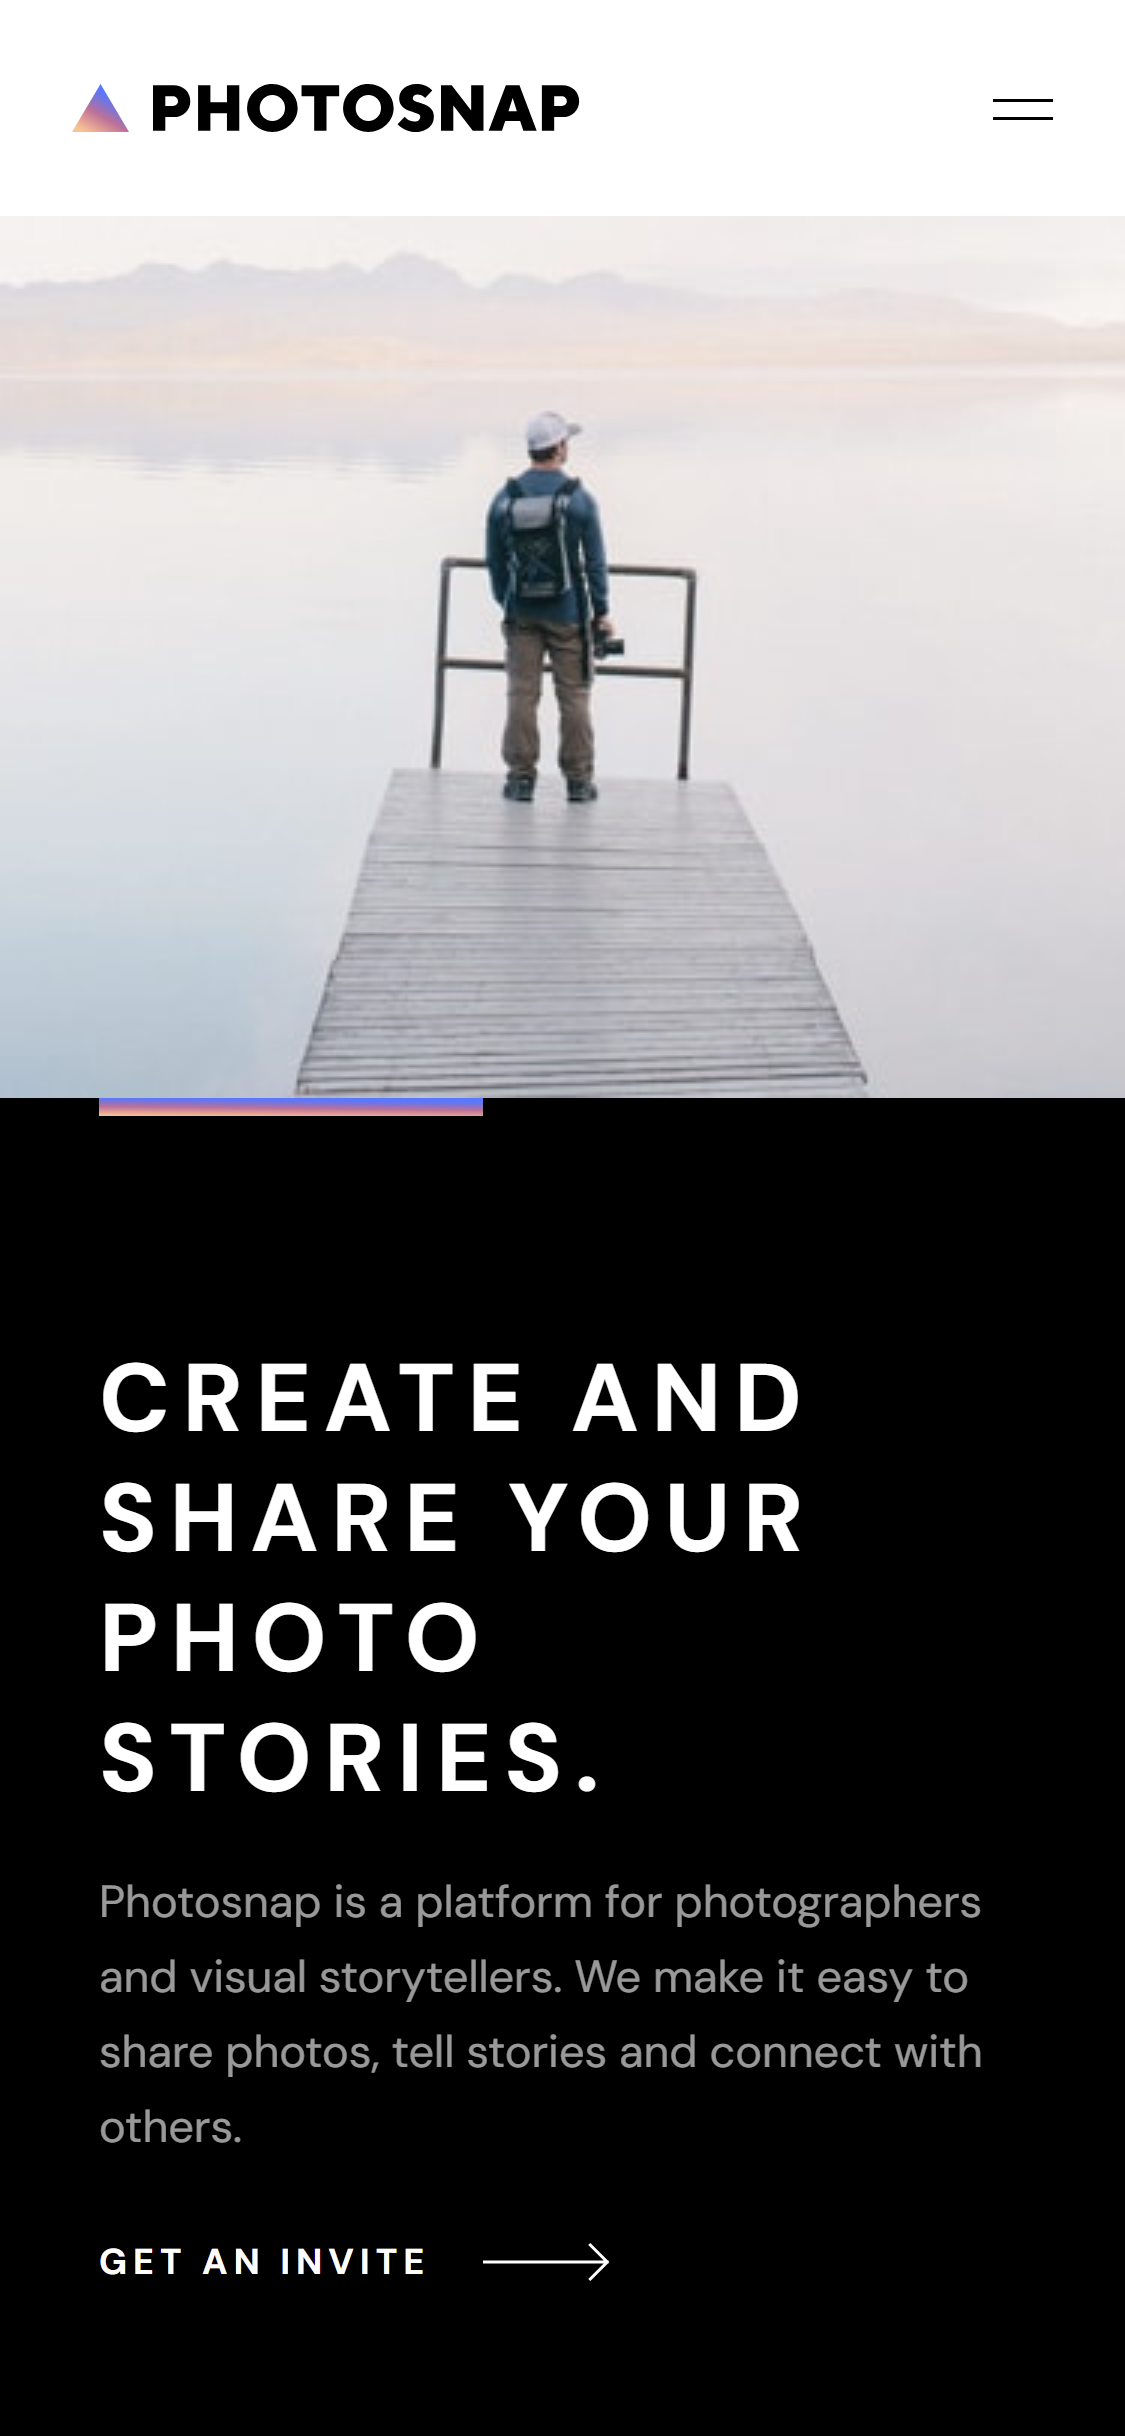 PHOTOSNAP
CREATE AND
SHARE YOUR
PHOTO
STORIES.
Photosnap is a platform for photographers
and visual storytellers. We make it easy to
share photos, tell stories and connect with
others.
GET AN INVITE